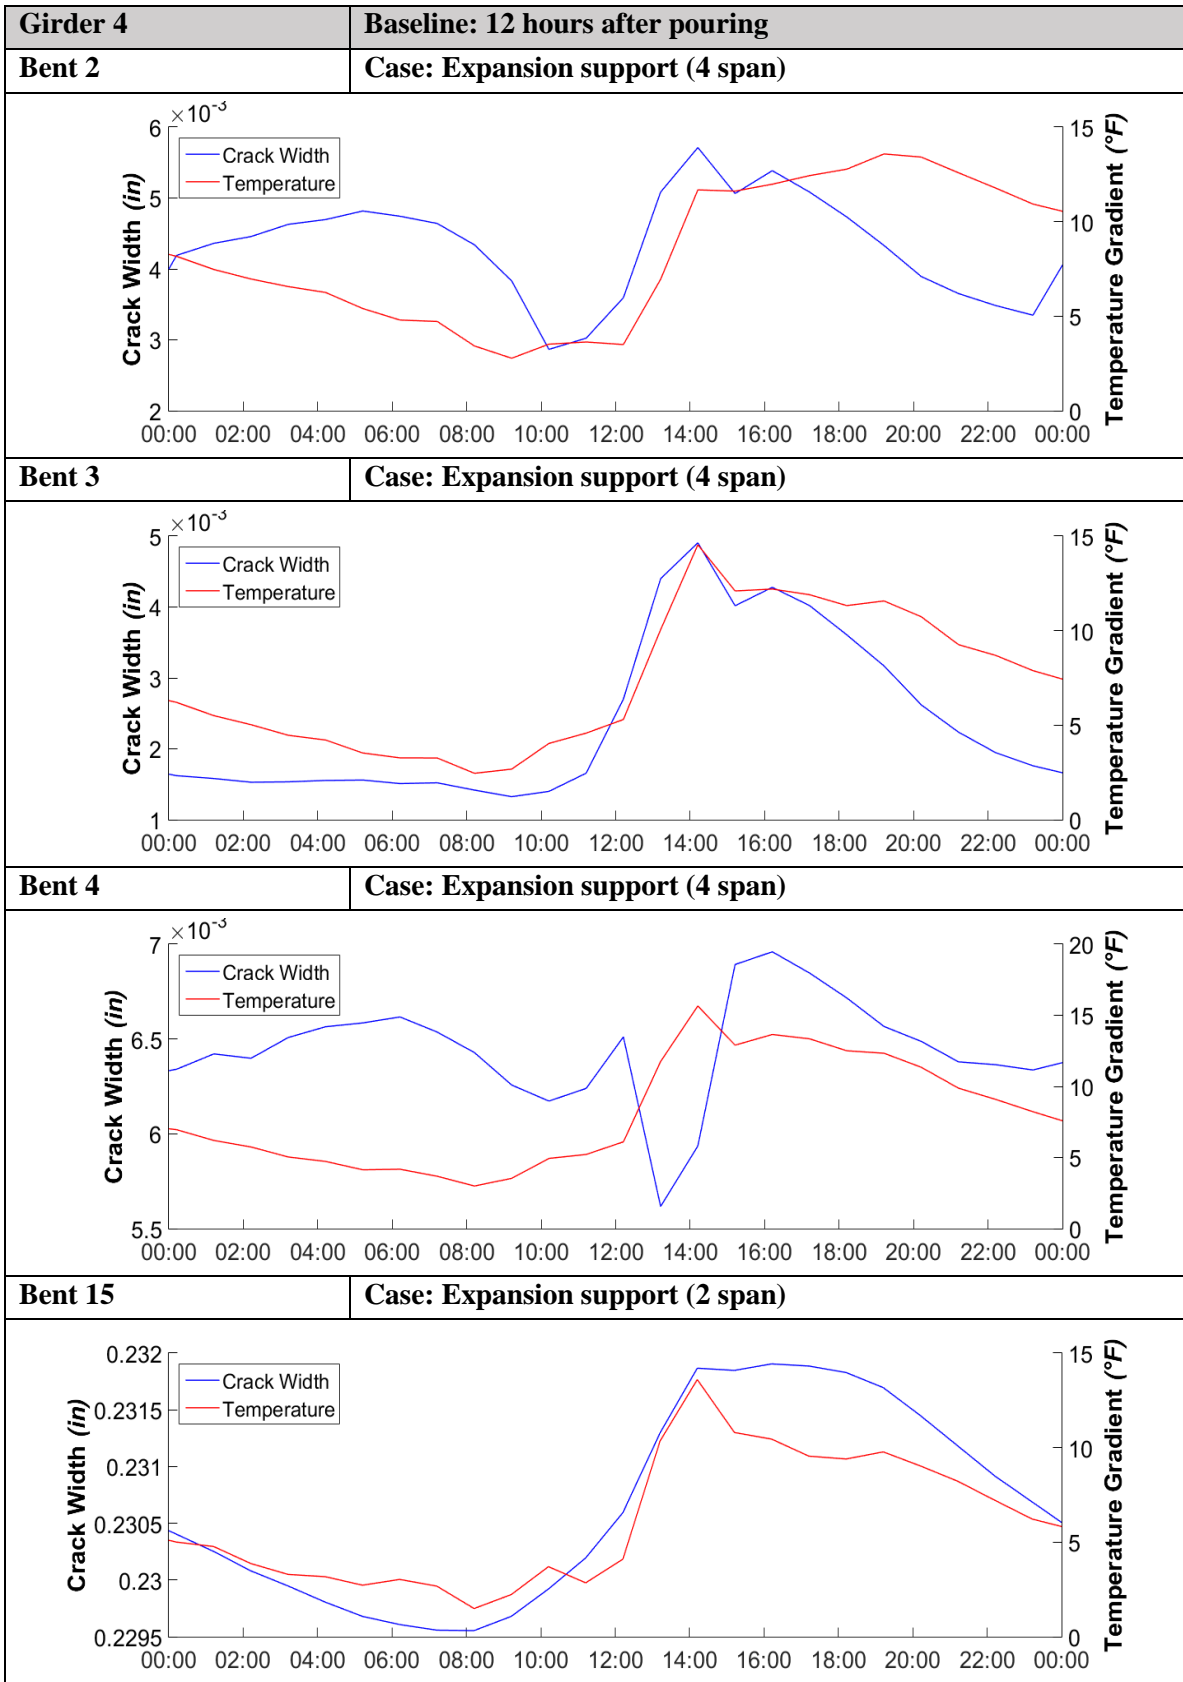 Girder 4 Baseline: 12 hours after pouring
Bent 2 Case: Expansion support (4 span)
×10⁻³
6 15
Crack Width
Temperature
5 10
4
5
3
2 0
Crack Width (in)
Temperature Gradient (°F)
00:00 02:00 04:00 06:00 08:00 10:00 12:00 14:00 16:00 18:00 20:00 22:00 00:00
Bent 3 Case: Expansion support (4 span)
×10⁻³
5 15
Crack Width
Temperature
4
10
3
5
2
1 0
Crack Width (in)
Temperature Gradient (°F)
00:00 02:00 04:00 06:00 08:00 10:00 12:00 14:00 16:00 18:00 20:00 22:00 00:00
Bent 4 Case: Expansion support (4 span)
×10⁻³
7 20
Crack Width
Temperature
15
6.5
10
6
5
5.5 0
Crack Width (in)
Temperature Gradient (°F)
00:00 02:00 04:00 06:00 08:00 10:00 12:00 14:00 16:00 18:00 20:00 22:00 00:00
Bent 15 Case: Expansion support (2 span)
0.232 15
Crack Width
Temperature
0.2315
10
0.231
0.2305
5
0.23
0.2295 0
Crack Width (in)
Temperature Gradient (°F)
00:00 02:00 04:00 06:00 08:00 10:00 12:00 14:00 16:00 18:00 20:00 22:00 00:00